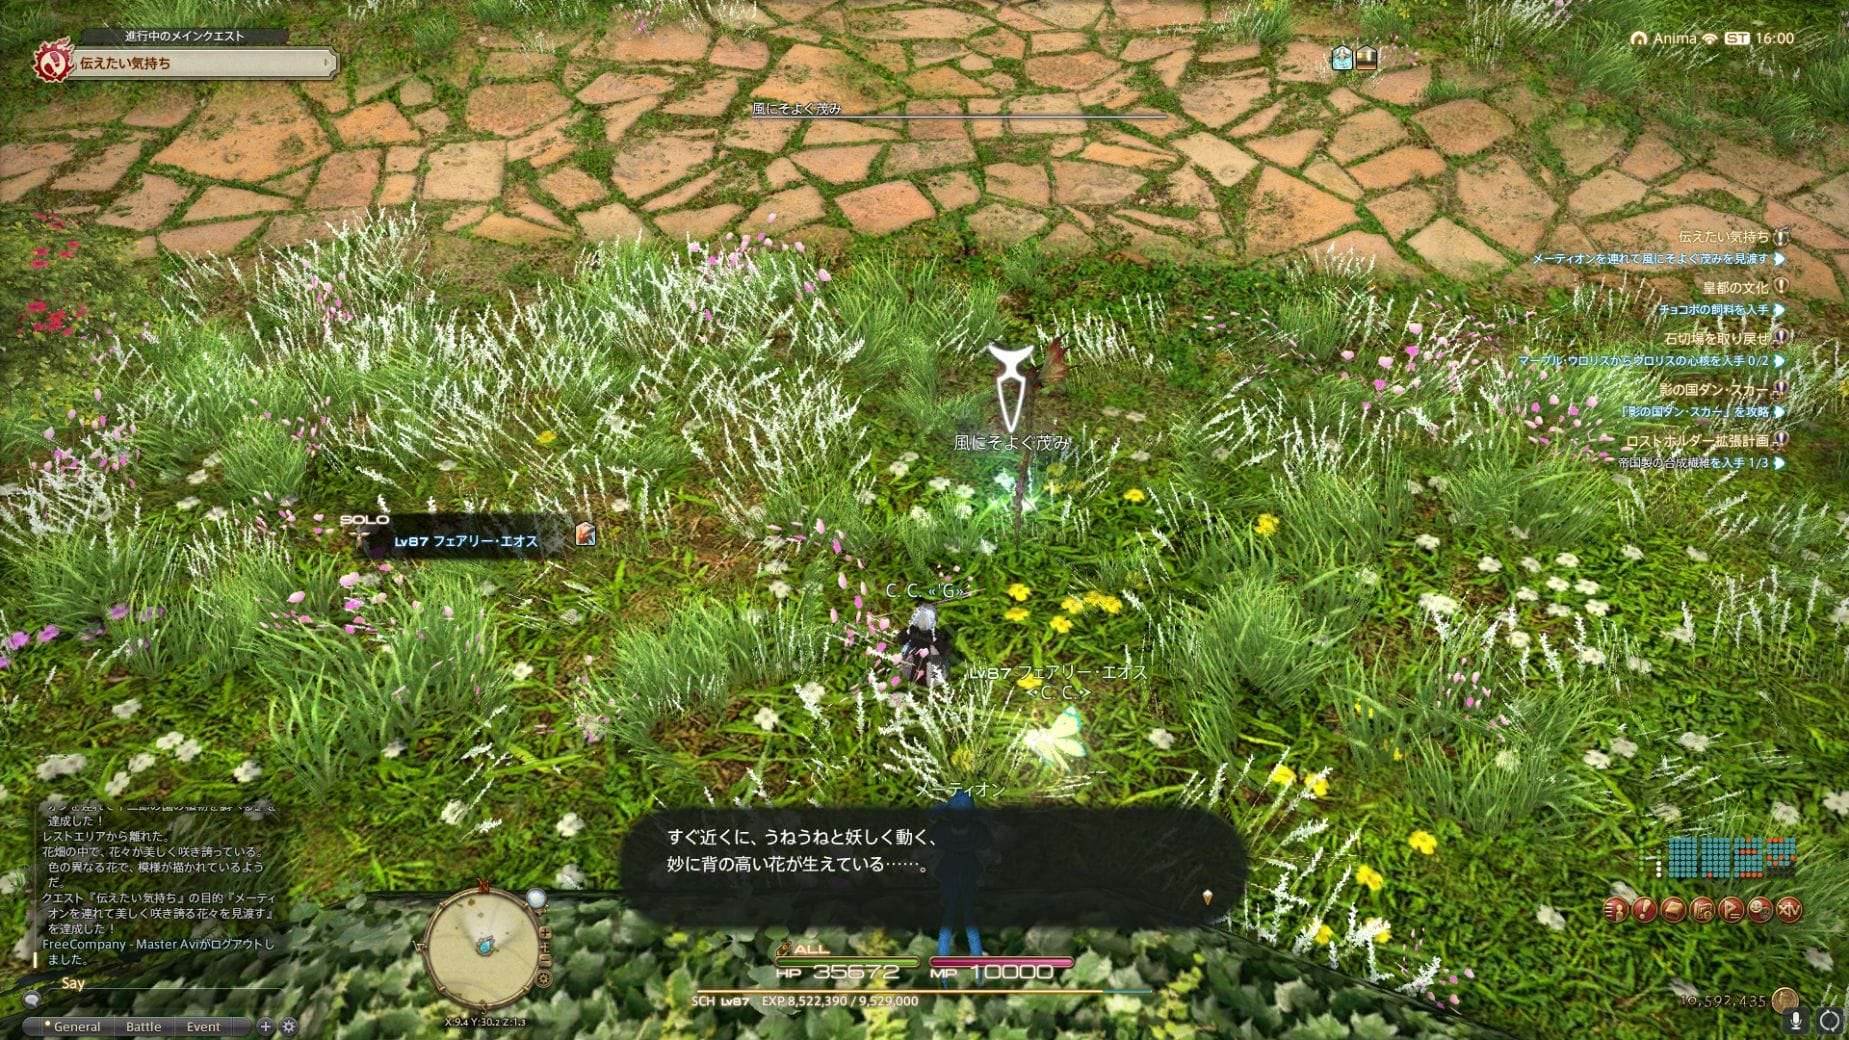 進行中のメインクエスト
伝えたい気持ち
Anima ST 16:00
風にそよぐ茂み
伝えたい気持ち
メーティオンを連れて風にそよぐ茂みを見渡す
皇都の文化
チョコボの飼料を入手
石切場を取り戻せ
マーブル・ウロリスからウロリスの心核を入手 0/2
影の国ダン・スカー
「影の国ダン・スカー」を攻略
ロストホルダー拡張計画
帝国製の合成繊維を入手 1/3
風にそよぐ茂み
SOLO
Lv87 フェアリー・エオス
C. C. «G»
Lv87 フェアリー・エオス
«C. C.»
メーティオン
すぐ近くに、うねうねと妖しく動く、
妙に背の高い花が生えている……。
達成した！
レストエリアから離れた。
花畑の中で、花々が美しく咲き誇っている。
色の異なる花で、模様が描かれているよう
だ。
クエスト『伝えたい気持ち』の目的『メーティ
オンを連れて美しく咲き誇る花々を見渡す』
を達成した！
FreeCompany - Master Aviがログアウトし
ました。
Say
General Battle Event
X:9.4 Y:30.2 Z:1.3
ALL
HP 35672 MP 10000
SCH Lv87 EXP 8,522,390 / 9,529,000
10,592,435